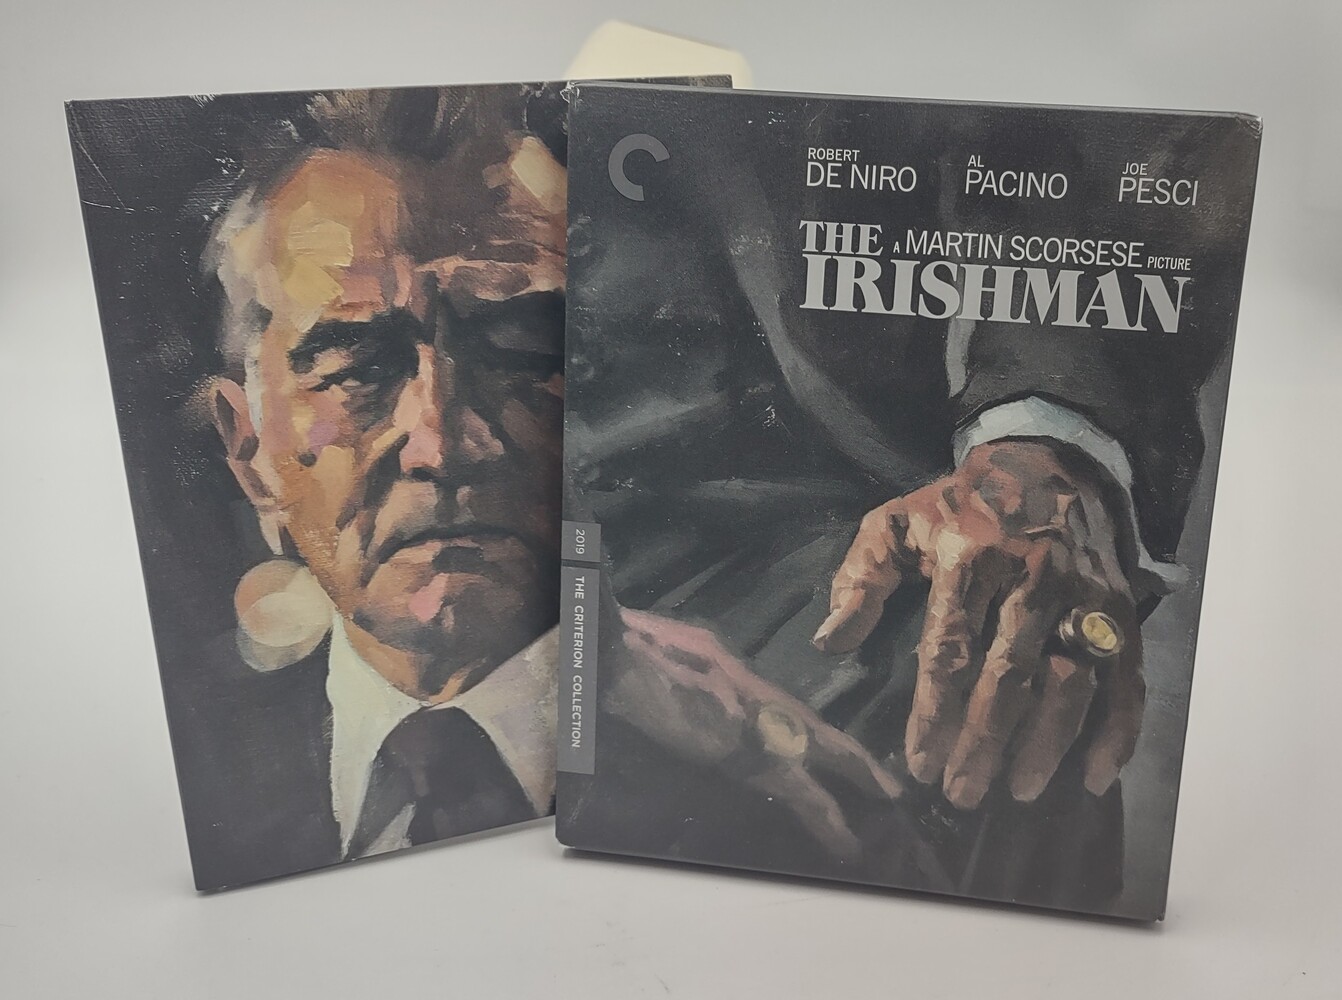 ROBERT
DE NIRO
AL
PACINO
JOE
PESCI
THE
A MARTIN SCORSESE PICTURE
IRISHMAN
2019
THE CRITERION COLLECTION